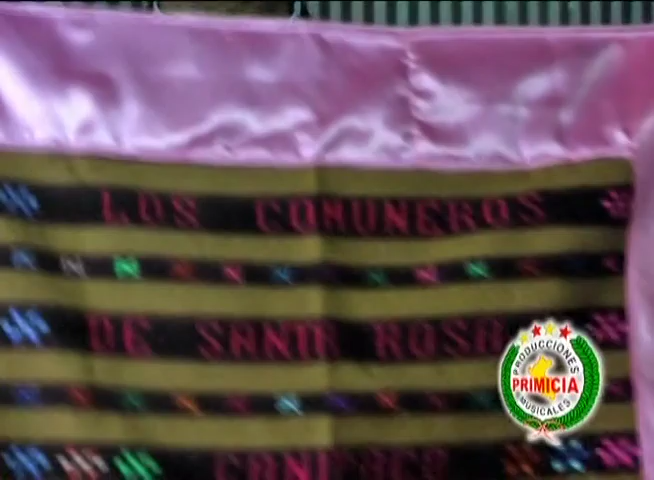 LOS COMUNEROS
DE SANTA ROSA
PRODUCCIONES
PRIMICIA
MUSICALES